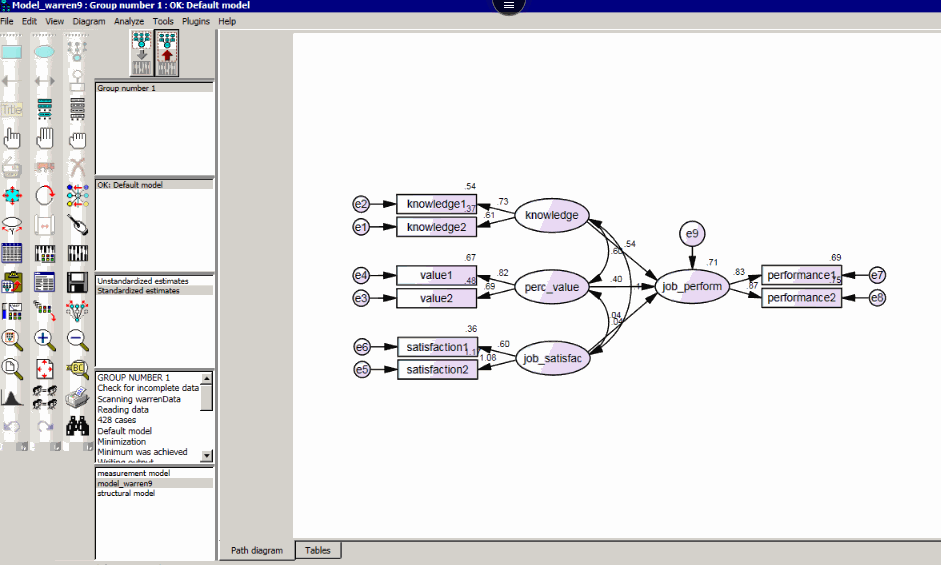 Model_warren9 : Group number 1 : OK: Default model
File Edit View Diagram Analyze Tools Plugins Help
Title
Group number 1
OK: Default model
Unstandardized estimates
Standardized estimates
GROUP NUMBER 1
Check for incomplete data
Scanning warrenData
Reading data
428 cases
Default model
Minimization
Minimum was achieved
Writing output
measurement model
model_warren9
structural model
.54
e2 knowledge1 .73
.37
e1 knowledge2 .61
knowledge
.54
.60
e9
.71
.67
e4 value1 .82
.48
e3 value2 .69
perc_value
.40
job_perform
.83
.87
.69
performance1 e7
.75
performance2 e8
.04
.04
.36
e6 satisfaction1 .60
e5 satisfaction2 1.06
job_satisfac
Path diagram Tables